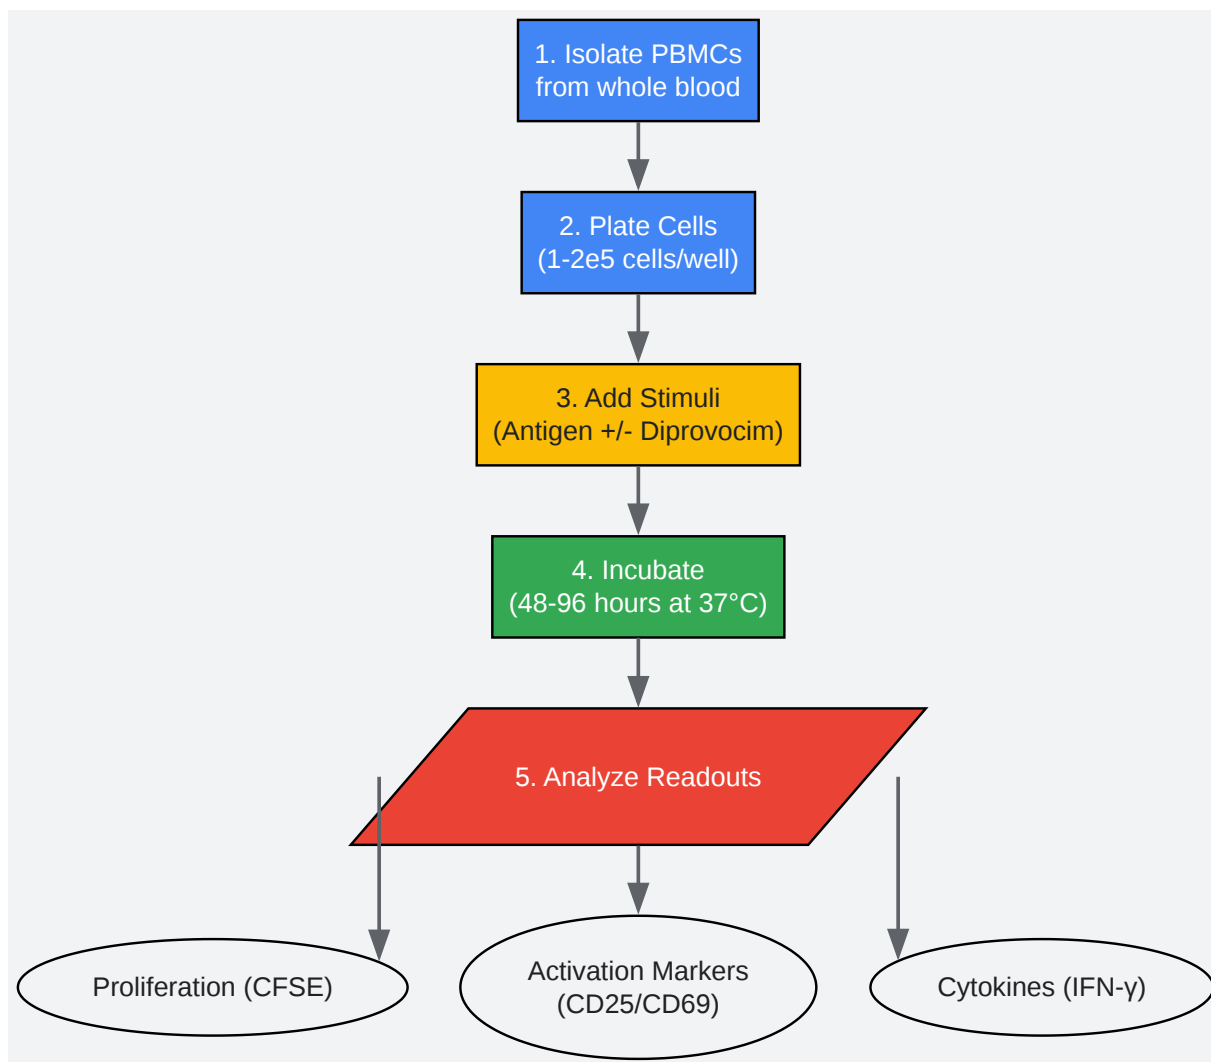 1. Isolate PBMCs
from whole blood
2. Plate Cells
(1-2e5 cells/well)
3. Add Stimuli
(Antigen +/- Diprovocim)
4. Incubate
(48-96 hours at 37°C)
5. Analyze Readouts
Proliferation (CFSE)
Activation Markers
(CD25/CD69)
Cytokines (IFN-γ)